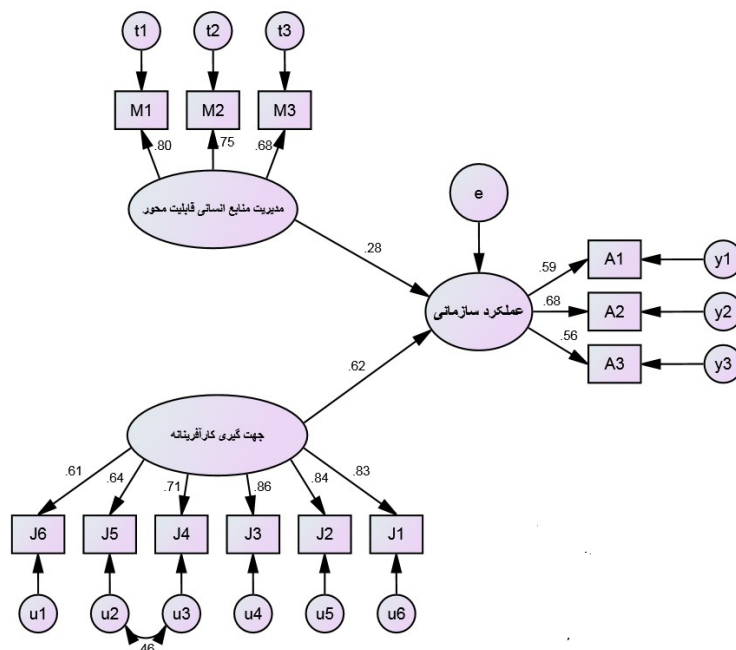 t1 t2 t3
M1 M2 M3
.80 .75 .68
مدیریت منابع انسانی قابلیت محور
e
.28
.59 A1 y1
عملکرد سازمانی
.68 A2 y2
.56 A3 y3
.62
جهت گیری کارآفرینانه
.61 .64 .71 .86 .84 .83
J6 J5 J4 J3 J2 J1
u1 u2 u3 u4 u5 u6
.46